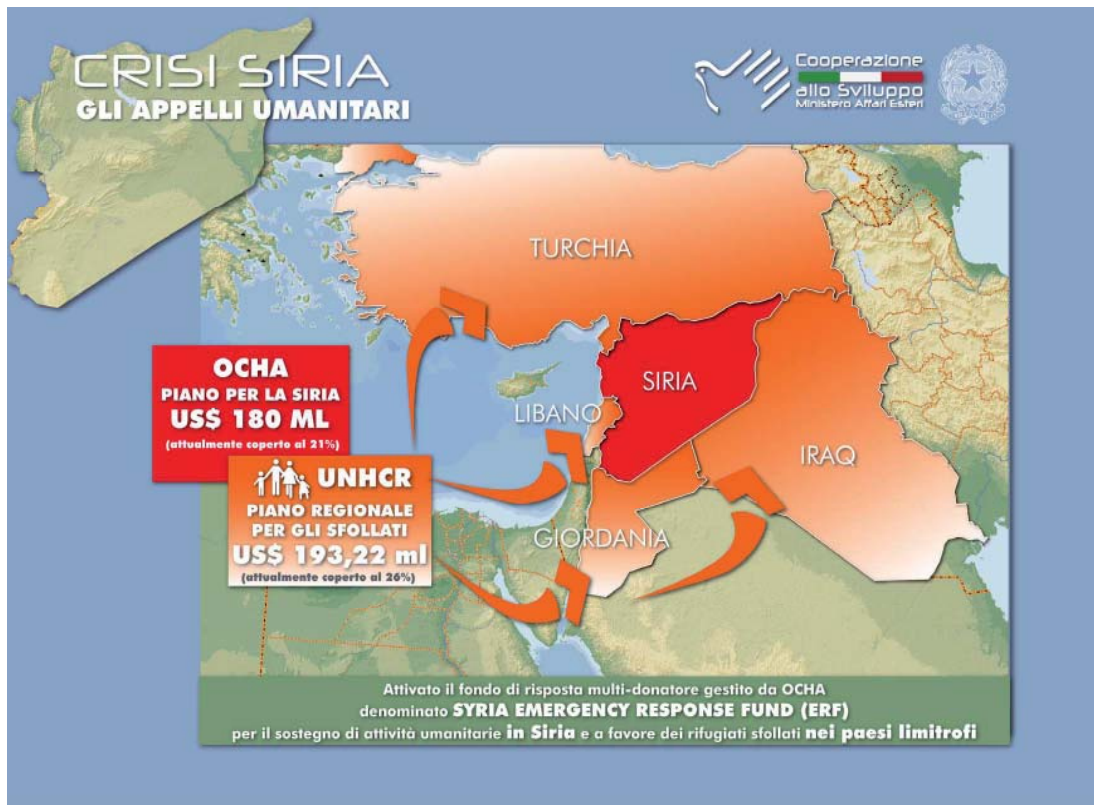 CRISI SIRIA
GLI APPELLI UMANITARI
Cooperazione
allo Sviluppo
Ministero Affari Esteri
TURCHIA
SIRIA
LIBANO
IRAQ
GIORDANIA
OCHA
PIANO PER LA SIRIA
US$ 180 ML
(attualmente coperto al 21%)
UNHCR
PIANO REGIONALE
PER GLI SFOLLATI
US$ 193,22 ml
(attualmente coperto al 26%)
Attivato il fondo di risposta multi-donatore gestito da OCHA
denominato SYRIA EMERGENCY RESPONSE FUND (ERF)
per il sostegno di attività umanitarie in Siria e a favore dei rifugiati sfollati nei paesi limitrofi